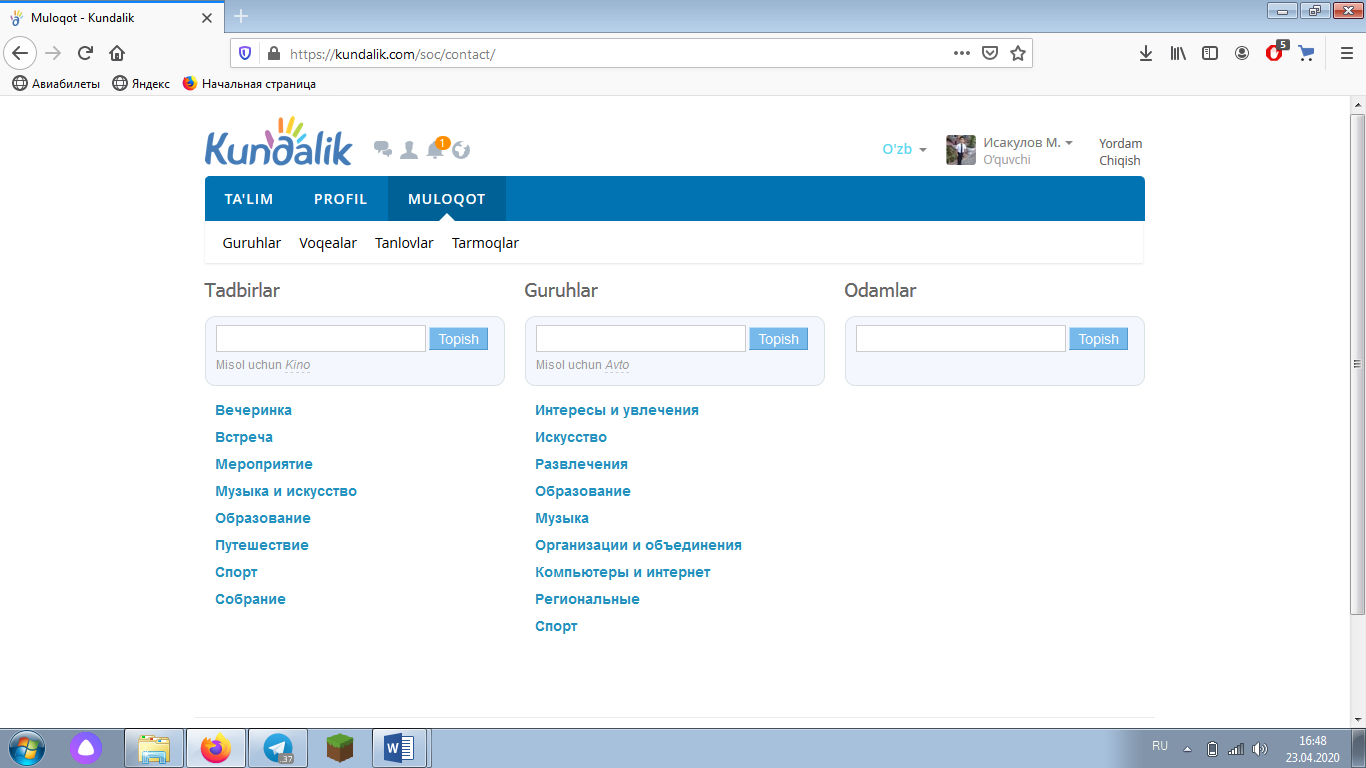 Muloqot - Kundalik
https://kundalik.com/soc/contact/
5
Авиабилеты Яндекс Начальная страница
Kundalik 1 O'zb Исакулов М. O'quvchi Yordam Chiqish
TA'LIM PROFIL MULOQOT
Guruhlar Voqealar Tanlovlar Tarmoqlar
Tadbirlar
Topish
Misol uchun Kino
Вечеринка
Встреча
Мероприятие
Музыка и искусство
Образование
Путешествие
Спорт
Собрание
Guruhlar
Topish
Misol uchun Avto
Интересы и увлечения
Искусство
Развлечения
Образование
Музыка
Организации и объединения
Компьютеры и интернет
Региональные
Спорт
Odamlar
Topish
.37
W
RU
16:48
23.04.2020